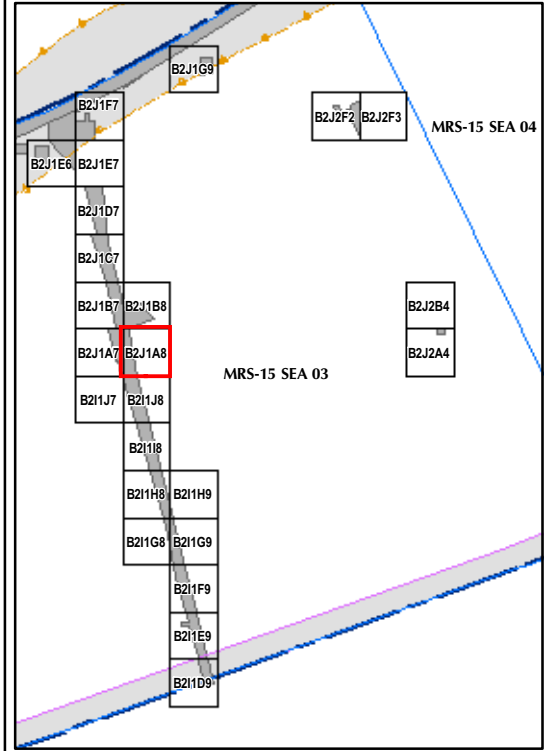 B2J1G9
B2J1F7
B2J2F2 B2J2F3
MRS-15 SEA 04
B2J1E6 B2J1E7
B2J1D7
B2J1C7
B2J1B7 B2J1B8
B2J2B4
B2J1A7 B2J1A8
B2J2A4
MRS-15 SEA 03
B2I1J7 B2I1J8
B2I1I8
B2I1H8 B2I1H9
B2I1G8 B2I1G9
B2I1F9
B2I1E9
B2I1D9